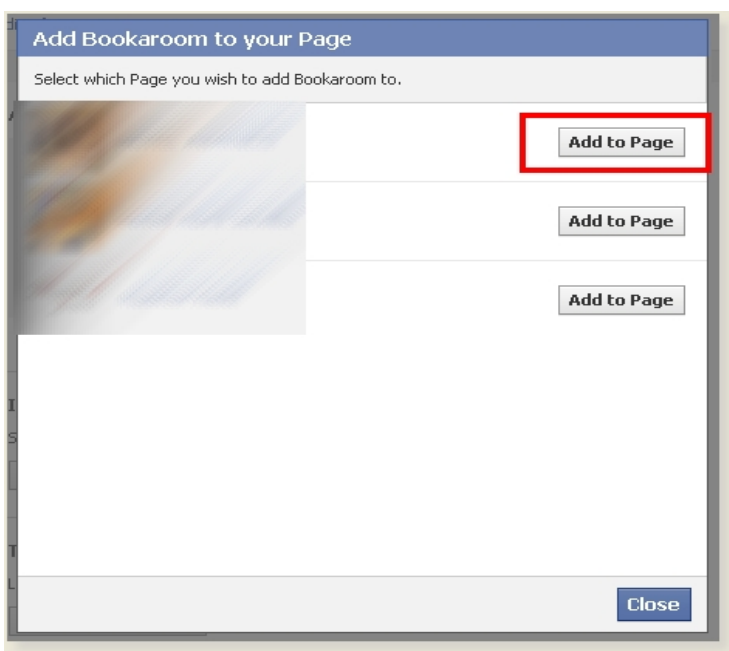 Add Bookaroom to your Page
Select which Page you wish to add Bookaroom to.
Add to Page
Add to Page
Add to Page
Close